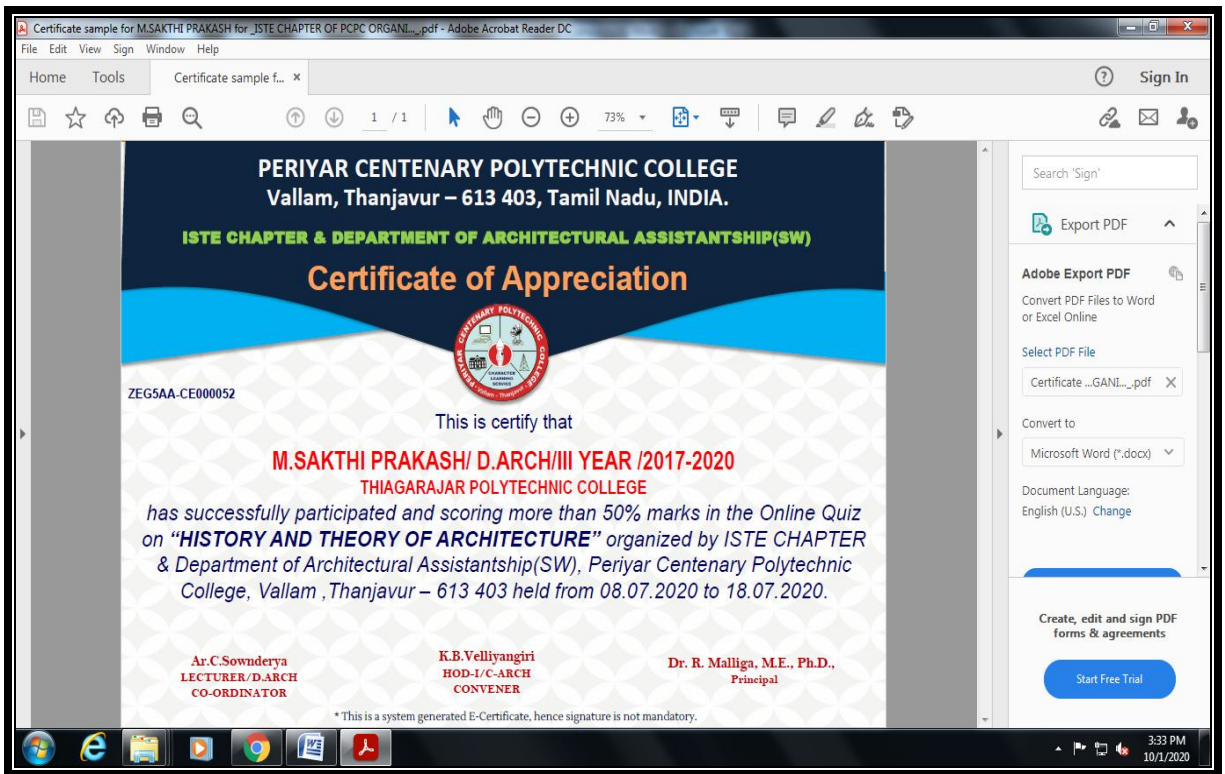 Certificate sample for M.SAKTHI PRAKASH for _ISTE CHAPTER OF PCPC ORGANI..._.pdf - Adobe Acrobat Reader DC
File Edit View Sign Window Help
Home Tools Certificate sample f... × Sign In
1 / 1 73%
PERIYAR CENTENARY POLYTECHNIC COLLEGE
Vallam, Thanjavur – 613 403, Tamil Nadu, INDIA.
ISTE CHAPTER & DEPARTMENT OF ARCHITECTURAL ASSISTANTSHIP(SW)
Certificate of Appreciation
PERIYAR CENTENARY POLYTECHNIC COLLEGE
CHARACTER
LEARNING
SERVICE
Vallam - Thanjavur
ZEG5AA-CE000052
This is certify that
M.SAKTHI PRAKASH/ D.ARCH/III YEAR /2017-2020
THIAGARAJAR POLYTECHNIC COLLEGE
has successfully participated and scoring more than 50% marks in the Online Quiz
on “HISTORY AND THEORY OF ARCHITECTURE” organized by ISTE CHAPTER
& Department of Architectural Assistantship(SW), Periyar Centenary Polytechnic
College, Vallam ,Thanjavur – 613 403 held from 08.07.2020 to 18.07.2020.
Ar.C.Sownderya
LECTURER/D.ARCH
CO-ORDINATOR
K.B.Velliyangiri
HOD-I/C-ARCH
CONVENER
Dr. R. Malliga, M.E., Ph.D.,
Principal
* This is a system generated E-Certificate, hence signature is not mandatory.
Search 'Sign'
Export PDF
Adobe Export PDF
Convert PDF Files to Word
or Excel Online
Select PDF File
Certificate ...GANI..._.pdf
Convert to
Microsoft Word (*.docx)
Document Language:
English (U.S.) Change
Create, edit and sign PDF
forms & agreements
Start Free Trial
3:33 PM
10/1/2020